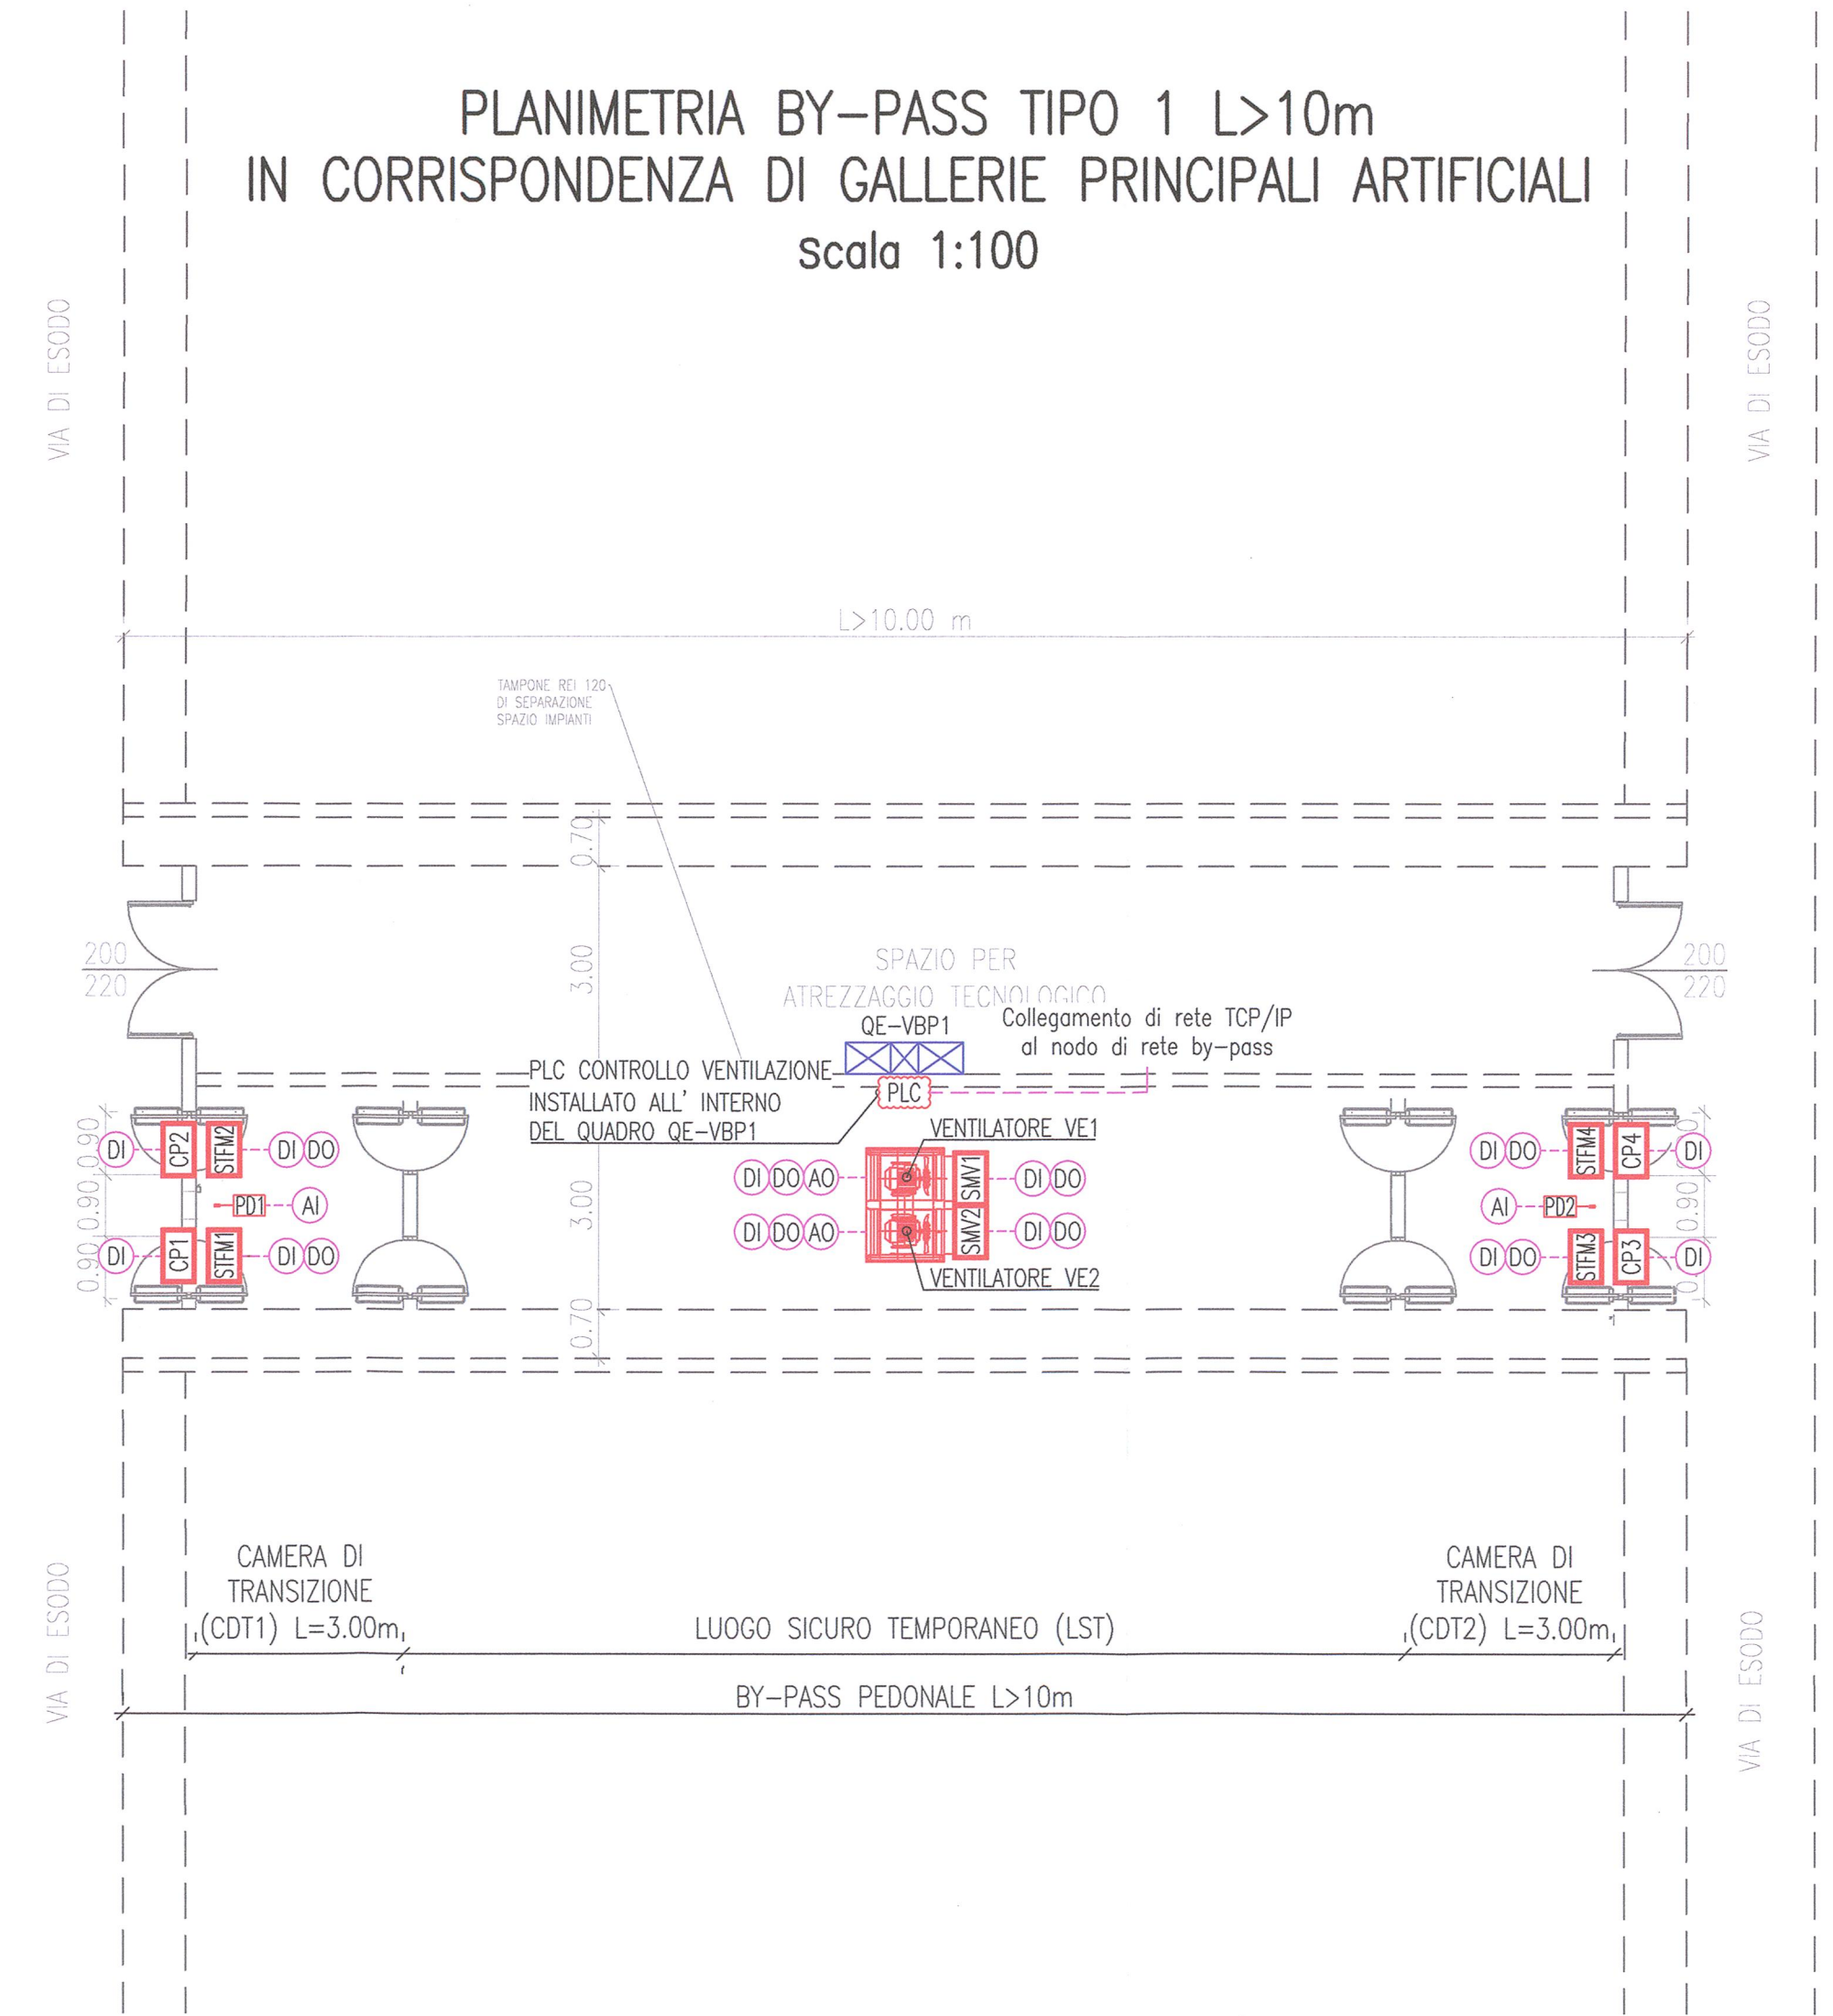 PLANIMETRIA BY-PASS TIPO 1 L>10m
IN CORRISPONDENZA DI GALLERIE PRINCIPALI ARTIFICIALI
scala 1:100
VIA DI ESODO
VIA DI ESODO
L>10.00 m
TAMPONE REI 120
DI SEPARAZIONE
SPAZIO IMPIANTI
0.70
200
220
3.00
SPAZIO PER
ATREZZAGGIO TECNOLOGICO
200
220
QE-VBP1
Collegamento di rete TCP/IP
al nodo di rete by-pass
PLC CONTROLLO VENTILAZIONE
INSTALLATO ALL' INTERNO
DEL QUADRO QE-VBP1
PLC
VENTILATORE VE1
0.90
DI CP2 STFM2 DI DO
DI DO AO SMV1 DI DO
DI DO STFM4 CP4 DI
0.90
PD1 AI
3.00
AI PD2
0.90
DI CP1 STFM1 DI DO
DI DO AO SMV2 DI DO
DI DO STFM3 CP3 DI
0.90
VENTILATORE VE2
0.70
CAMERA DI
TRANSIZIONE
(CDT1) L=3.00m
LUOGO SICURO TEMPORANEO (LST)
CAMERA DI
TRANSIZIONE
(CDT2) L=3.00m
BY-PASS PEDONALE L>10m
VIA DI ESODO
VIA DI ESODO